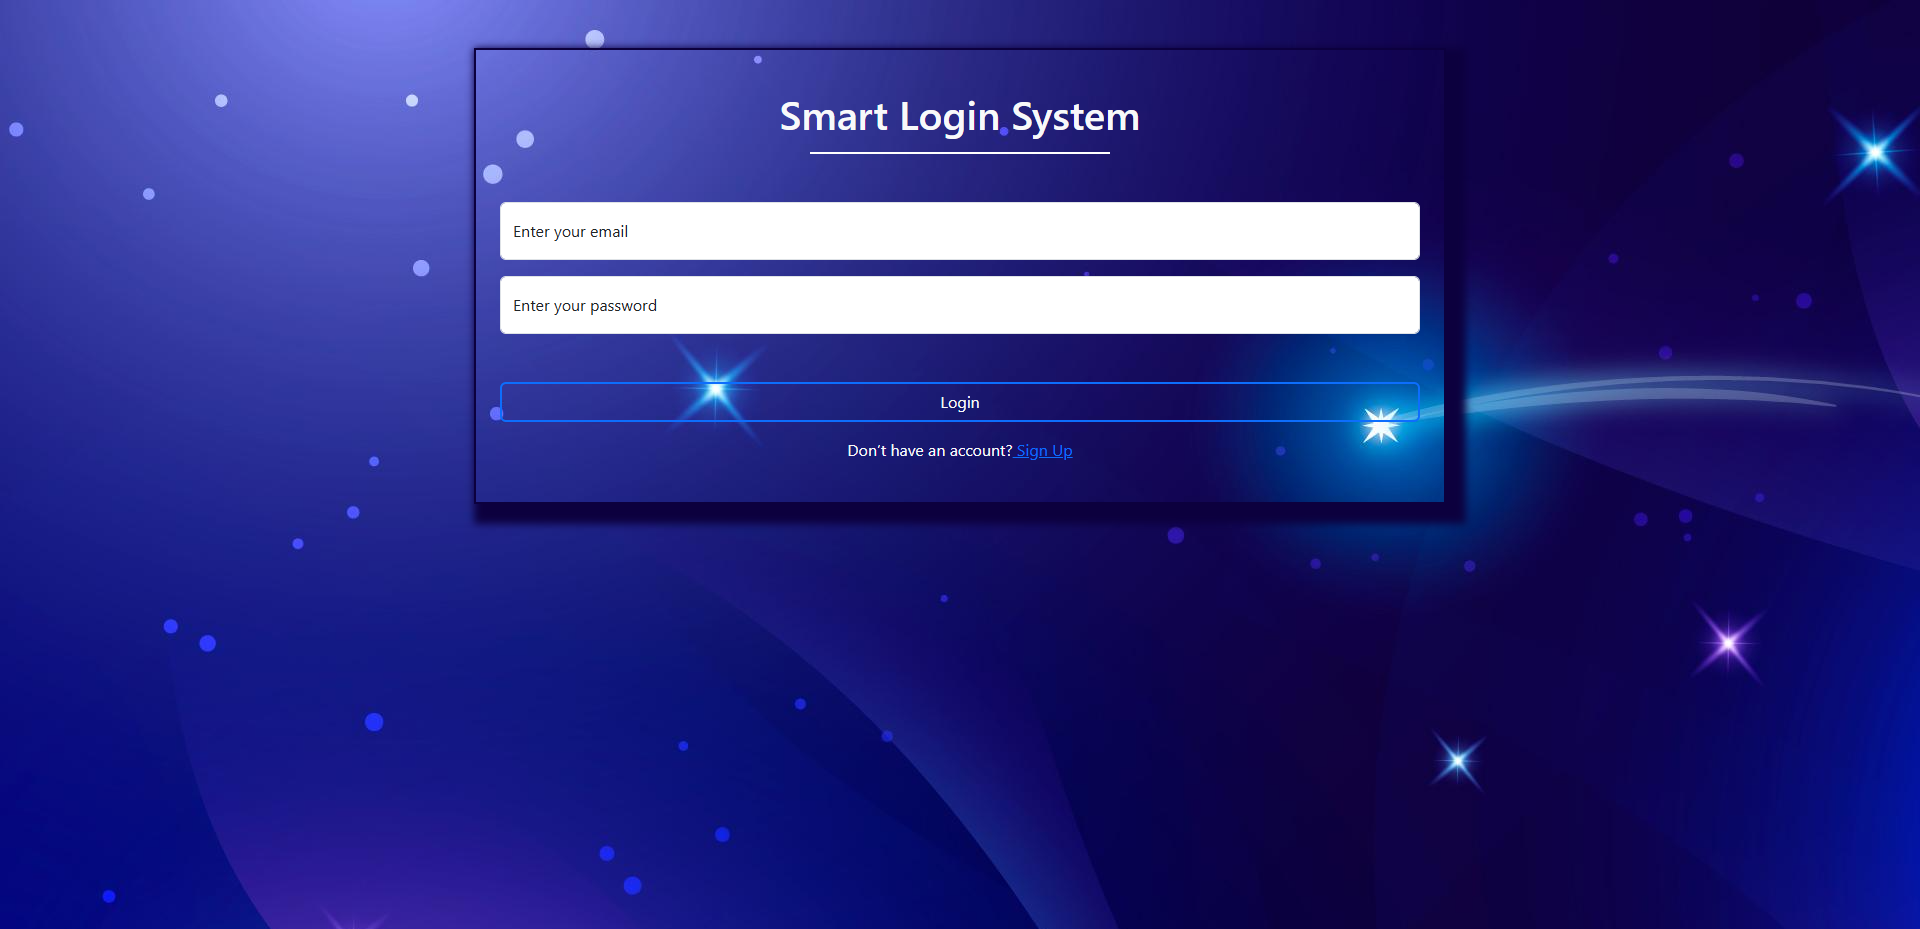 Smart Login System
Enter your email
Enter your password
Login
Don’t have an account? Sign Up